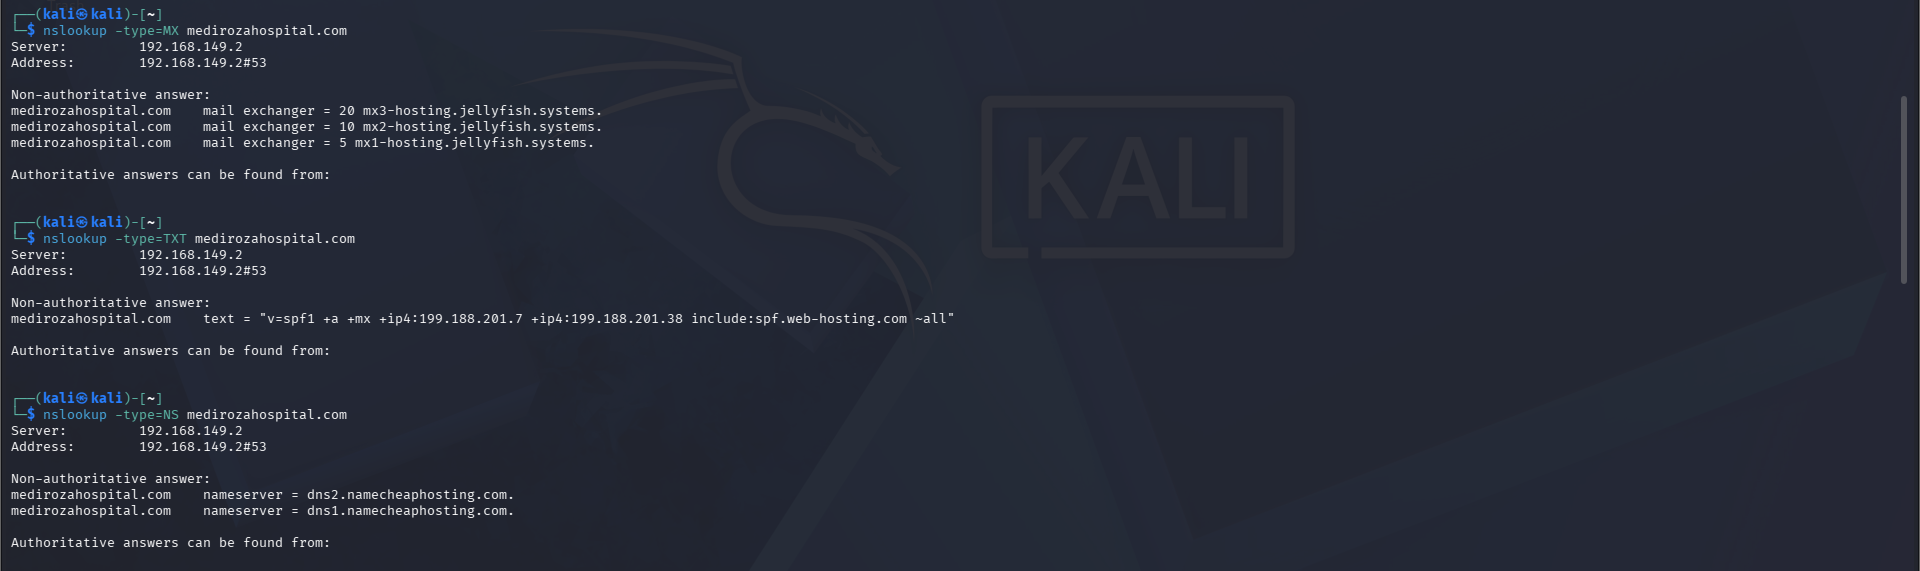 ┌──(kali㉿kali)-[~]
└─$ nslookup -type=MX medirozahospital.com
Server:         192.168.149.2
Address:        192.168.149.2#53
Non-authoritative answer:
medirozahospital.com    mail exchanger = 20 mx3-hosting.jellyfish.systems.
medirozahospital.com    mail exchanger = 10 mx2-hosting.jellyfish.systems.
medirozahospital.com    mail exchanger = 5 mx1-hosting.jellyfish.systems.
Authoritative answers can be found from:
┌──(kali㉿kali)-[~]
└─$ nslookup -type=TXT medirozahospital.com
Server:         192.168.149.2
Address:        192.168.149.2#53
Non-authoritative answer:
medirozahospital.com    text = "v=spf1 +a +mx +ip4:199.188.201.7 +ip4:199.188.201.38 include:spf.web-hosting.com ~all"
Authoritative answers can be found from:
┌──(kali㉿kali)-[~]
└─$ nslookup -type=NS medirozahospital.com
Server:         192.168.149.2
Address:        192.168.149.2#53
Non-authoritative answer:
medirozahospital.com    nameserver = dns2.namecheaphosting.com.
medirozahospital.com    nameserver = dns1.namecheaphosting.com.
Authoritative answers can be found from:
KALI